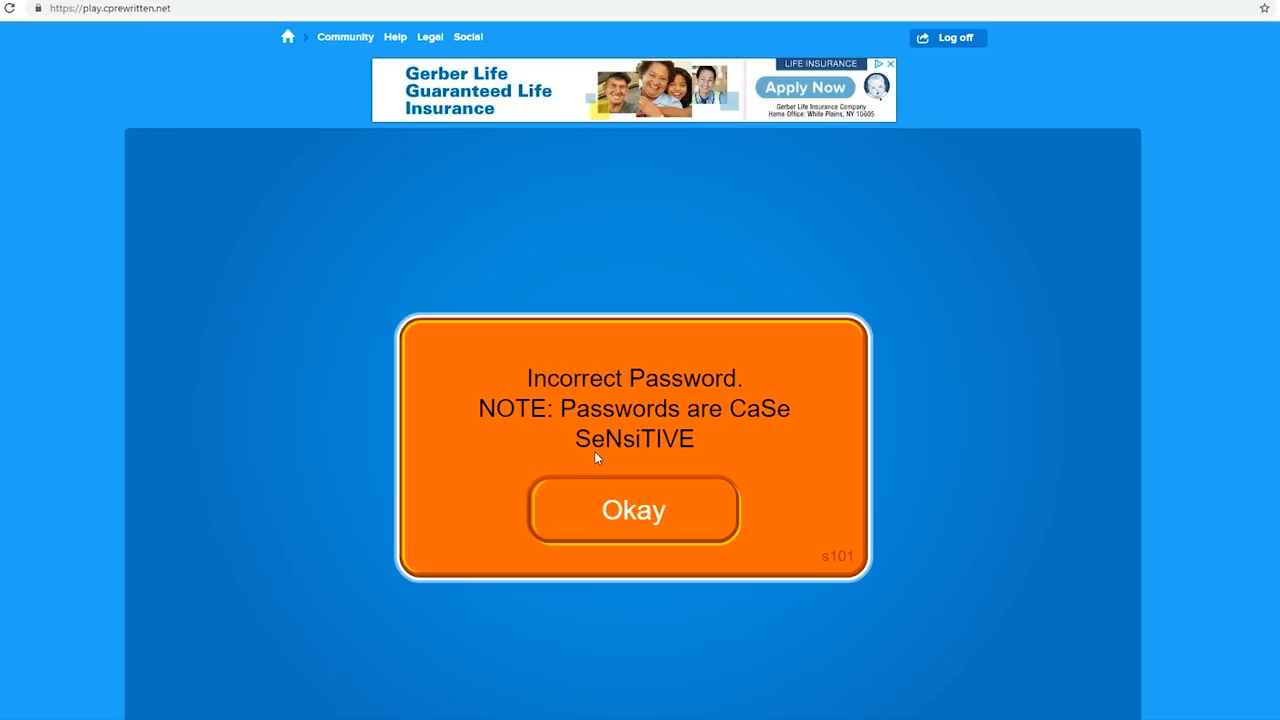 https://play.cprewritten.net
Community Help Legal Social
Log off
Gerber Life
Guaranteed Life
Insurance
LIFE INSURANCE
Apply Now
Gerber Life Insurance Company
Home Office: White Plains, NY 10605
Incorrect Password.
NOTE: Passwords are CaSe
SeNsiTIVE
Okay
s101